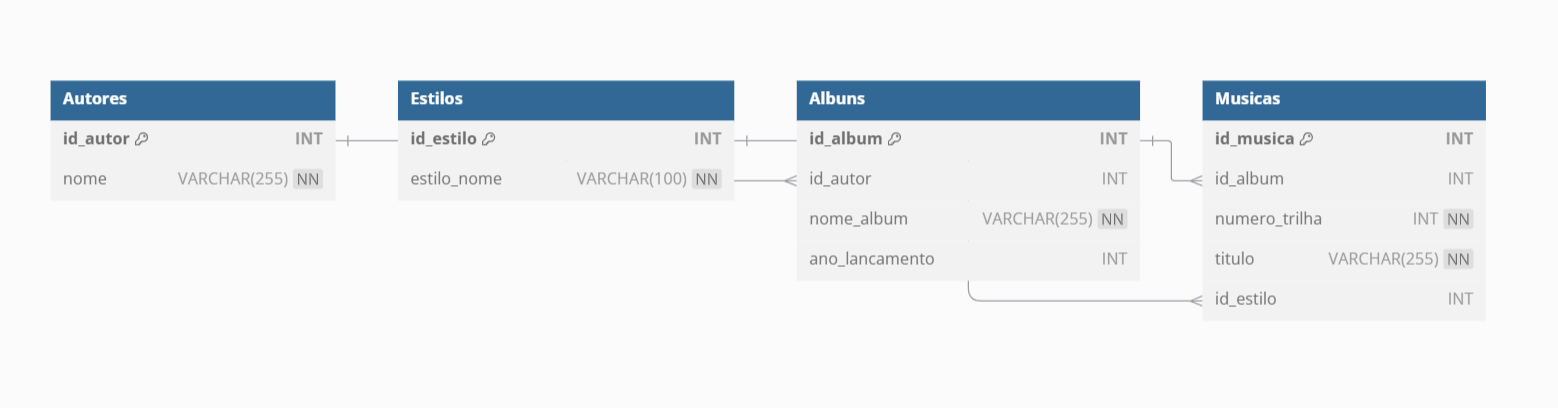 Autores
id_autor INT
nome VARCHAR(255) NN
Estilos
id_estilo INT
estilo_nome VARCHAR(100) NN
Albuns
id_album INT
id_autor INT
nome_album VARCHAR(255) NN
ano_lancamento INT
Musicas
id_musica INT
id_album INT
numero_trilha INT NN
titulo VARCHAR(255) NN
id_estilo INT